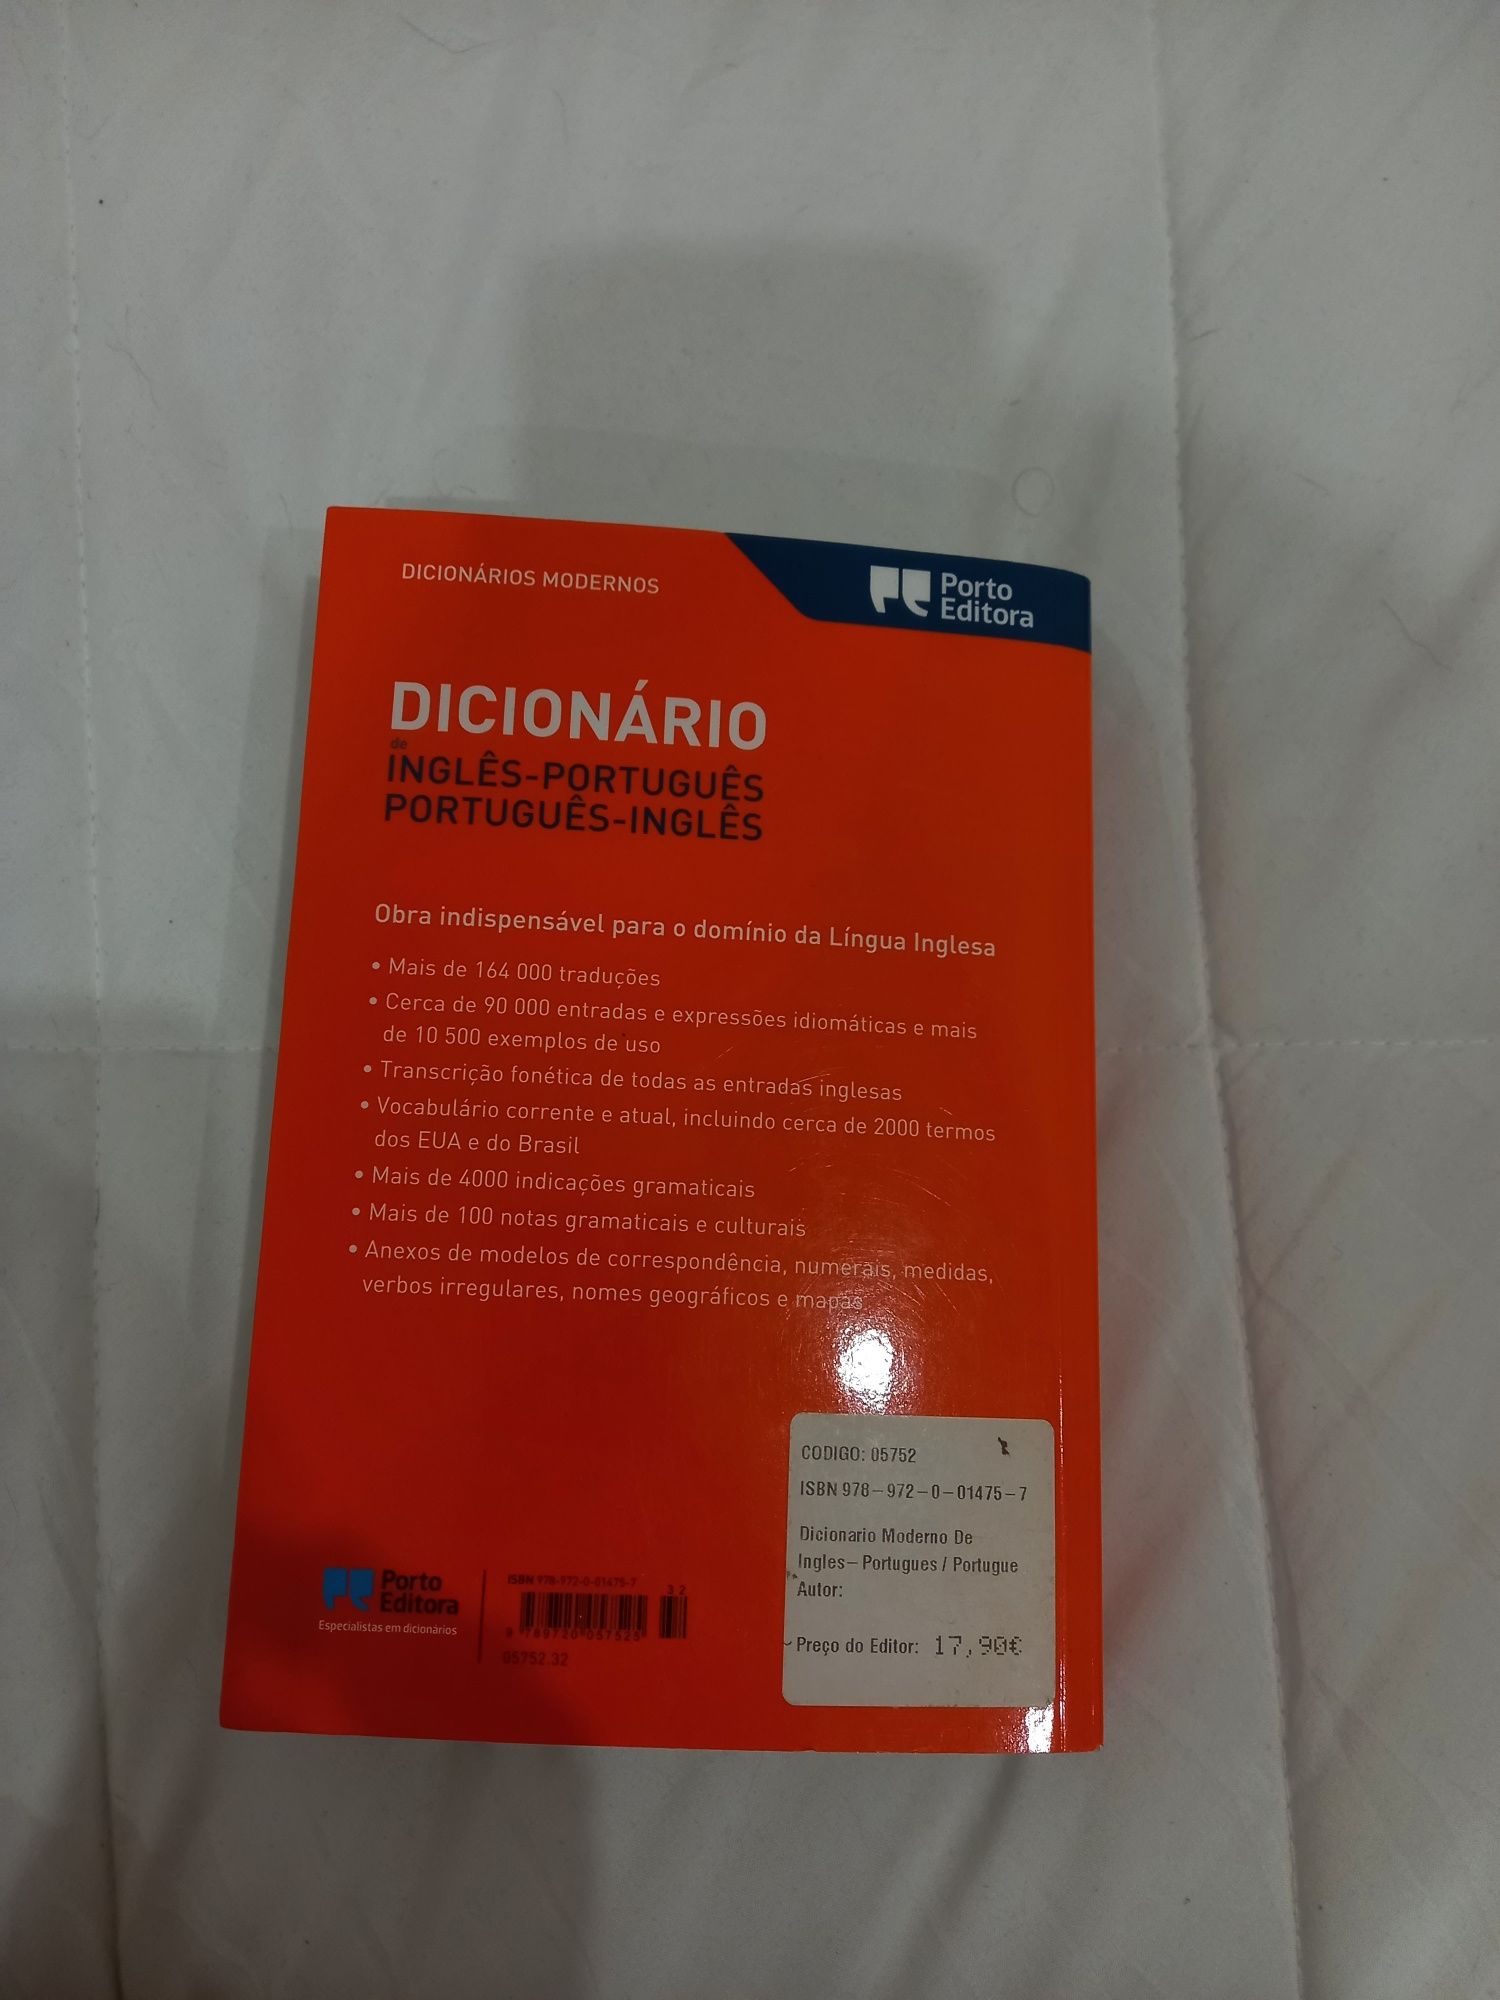 DICIONÁRIOS MODERNOS
Porto
Editora
DICIONÁRIO
de
INGLÊS-PORTUGUÊS
PORTUGUÊS-INGLÊS
Obra indispensável para o domínio da Língua Inglesa
• Mais de 164 000 traduções
• Cerca de 90 000 entradas e expressões idiomáticas e mais
de 10 500 exemplos de uso
• Transcrição fonética de todas as entradas inglesas
• Vocabulário corrente e atual, incluindo cerca de 2000 termos
dos EUA e do Brasil
• Mais de 4000 indicações gramaticais
• Mais de 100 notas gramaticais e culturais
• Anexos de modelos de correspondência, numerais, medidas,
verbos irregulares, nomes geográficos e mapas
CODIGO: 05752
ISBN 978-972-0-01475-7
Dicionario Moderno De
Ingles-Portugues / Portugue
Autor:
Preço do Editor: 17,90€
Porto
Editora
Especialistas em dicionários
ISBN 978-972-0-01475-7
32
9 789720 057525
05752.32